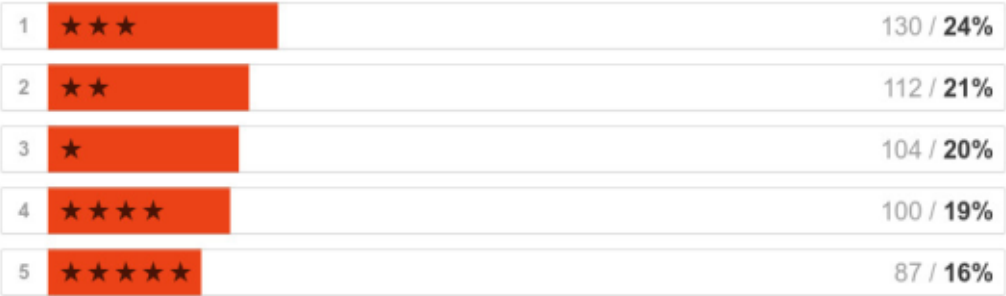 1 ★★★ 130 / 24%
2 ★★ 112 / 21%
3 ★ 104 / 20%
4 ★★★★ 100 / 19%
5 ★★★★★ 87 / 16%